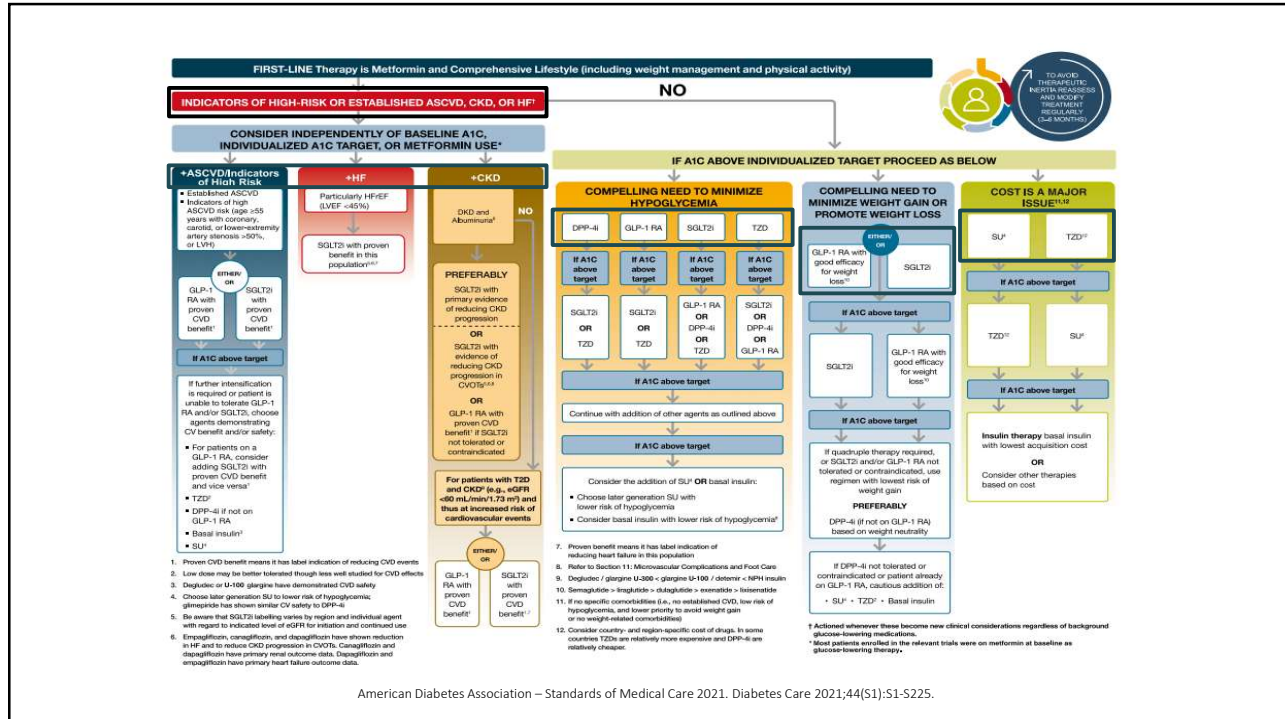 FIRST-LINE Therapy is Metformin and Comprehensive Lifestyle (including weight management and physical activity)
INDICATORS OF HIGH-RISK OR ESTABLISHED ASCVD, CKD, OR HF†
NO
TO AVOID
THERAPEUTIC
INERTIA REASSESS
AND MODIFY
TREATMENT
REGULARLY
(3–6 MONTHS)
CONSIDER INDEPENDENTLY OF BASELINE A1C,
INDIVIDUALIZED A1C TARGET, OR METFORMIN USE*
+ASCVD/Indicators
of High Risk
▪ Established ASCVD
▪ Indicators of high
ASCVD risk (age ≥55
years with coronary,
carotid, or lower-extremity
artery stenosis >50%,
or LVH)
EITHER/
OR
GLP-1
RA with
proven
CVD
benefit¹
SGLT2i
with
proven
CVD
benefit¹
If A1C above target
If further intensification
is required or patient is
unable to tolerate GLP-1
RA and/or SGLT2i, choose
agents demonstrating
CV benefit and/or safety:
▪ For patients on a
GLP-1 RA, consider
adding SGLT2i with
proven CVD benefit
and vice versa¹
▪ TZD²
▪ DPP-4i if not on
GLP-1 RA
▪ Basal insulin³
▪ SU⁴
+HF
Particularly HFrEF
(LVEF <45%)
SGLT2i with proven
benefit in this
population⁵,⁶,⁷
+CKD
DKD and
Albuminuria⁸
NO
PREFERABLY
SGLT2i with
primary evidence
of reducing CKD
progression
OR
SGLT2i with
evidence of
reducing CKD
progression in
CVOTs⁵,⁶,⁸
OR
GLP-1 RA with
proven CVD
benefit¹ if SGLT2i
not tolerated or
contraindicated
For patients with T2D
and CKD⁸ (e.g., eGFR
<60 mL/min/1.73 m²) and
thus at increased risk of
cardiovascular events
EITHER/
OR
GLP-1
RA with
proven
CVD
benefit¹
SGLT2i
with
proven
CVD
benefit¹,⁷
IF A1C ABOVE INDIVIDUALIZED TARGET PROCEED AS BELOW
COMPELLING NEED TO MINIMIZE
HYPOGLYCEMIA
DPP-4i
GLP-1 RA
SGLT2i
TZD
If A1C
above
target
If A1C
above
target
If A1C
above
target
If A1C
above
target
SGLT2i
OR
TZD
SGLT2i
OR
TZD
GLP-1 RA
OR
DPP-4i
OR
TZD
SGLT2i
OR
DPP-4i
OR
GLP-1 RA
If A1C above target
Continue with addition of other agents as outlined above
If A1C above target
Consider the addition of SU⁴ OR basal insulin:
▪ Choose later generation SU with
lower risk of hypoglycemia
▪ Consider basal insulin with lower risk of hypoglycemia⁹
COMPELLING NEED TO
MINIMIZE WEIGHT GAIN OR
PROMOTE WEIGHT LOSS
EITHER/
OR
GLP-1 RA with
good efficacy
for weight
loss¹⁰
SGLT2i
If A1C above target
SGLT2i
GLP-1 RA with
good efficacy
for weight
loss¹⁰
If A1C above target
If quadruple therapy required,
or SGLT2i and/or GLP-1 RA not
tolerated or contraindicated, use
regimen with lowest risk of
weight gain
PREFERABLY
DPP-4i (if not on GLP-1 RA)
based on weight neutrality
If DPP-4i not tolerated or
contraindicated or patient already
on GLP-1 RA, cautious addition of:
• SU⁴ • TZD² • Basal insulin
COST IS A MAJOR
ISSUE¹¹,¹²
SU⁴
TZD¹²
If A1C above target
TZD¹²
SU⁴
If A1C above target
Insulin therapy basal insulin
with lowest acquisition cost
OR
Consider other therapies
based on cost
1. Proven CVD benefit means it has label indication of reducing CVD events
2. Low dose may be better tolerated though less well studied for CVD effects
3. Degludec or U-100 glargine have demonstrated CVD safety
4. Choose later generation SU to lower risk of hypoglycemia;
glimepiride has shown similar CV safety to DPP-4i
5. Be aware that SGLT2i labelling varies by region and individual agent
with regard to indicated level of eGFR for initiation and continued use
6. Empagliflozin, canagliflozin, and dapagliflozin have shown reduction
in HF and to reduce CKD progression in CVOTs. Canagliflozin and
dapagliflozin have primary renal outcome data. Dapagliflozin and
empagliflozin have primary heart failure outcome data.
7. Proven benefit means it has label indication of
reducing heart failure in this population
8. Refer to Section 11: Microvascular Complications and Foot Care
9. Degludec / glargine U-300 < glargine U-100 / detemir < NPH insulin
10. Semaglutide > liraglutide > dulaglutide > exenatide > lixisenatide
11. If no specific comorbidities (i.e., no established CVD, low risk of
hypoglycemia, and lower priority to avoid weight gain
or no weight-related comorbidities)
12. Consider country- and region-specific cost of drugs. In some
countries TZDs are relatively more expensive and DPP-4i are
relatively cheaper.
† Actioned whenever these become new clinical considerations regardless of background
glucose-lowering medications.
* Most patients enrolled in the relevant trials were on metformin at baseline as
glucose-lowering therapy.
American Diabetes Association – Standards of Medical Care 2021. Diabetes Care 2021;44(S1):S1-S225.